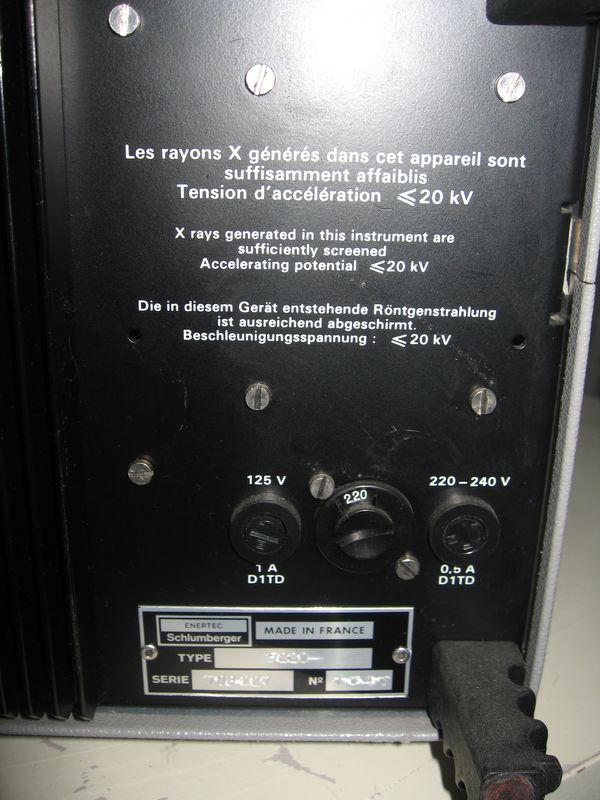 Les rayons X générés dans cet appareil sont
suffisamment affaiblis
Tension d'accélération ⩽20 kV
X rays generated in this instrument are
sufficiently screened
Accelerating potential ⩽20 kV
Die in diesem Gerät entstehende Röntgenstrahlung
ist ausreichend abgeschirmt.
Beschleunigungsspannung : ⩽20 kV
125 V
220
220-240 V
1 A
D1TD
0,5 A
D1TD
ENERTEC
Schlumberger
MADE IN FRANCE
TYPE
SERIE
Nº